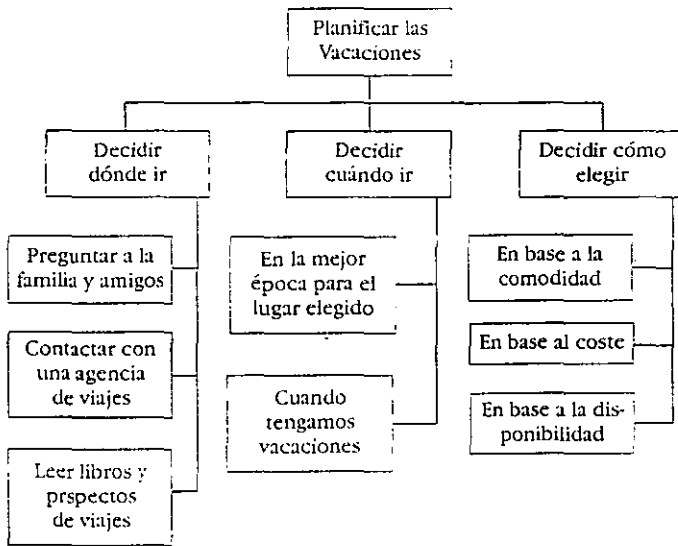 Planificar las
Vacaciones
Decidir
dónde ir
Decidir
cuándo ir
Decidir cómo
elegir
Preguntar a la
familia y amigos
Contactar con
una agencia
de viajes
Leer libros y
prspectos
de viajes
En la mejor
época para el
lugar elegido
Cuando
tengamos
vacaciones
En base a la
comodidad
En base al coste
En base a la dis-
ponibilidad